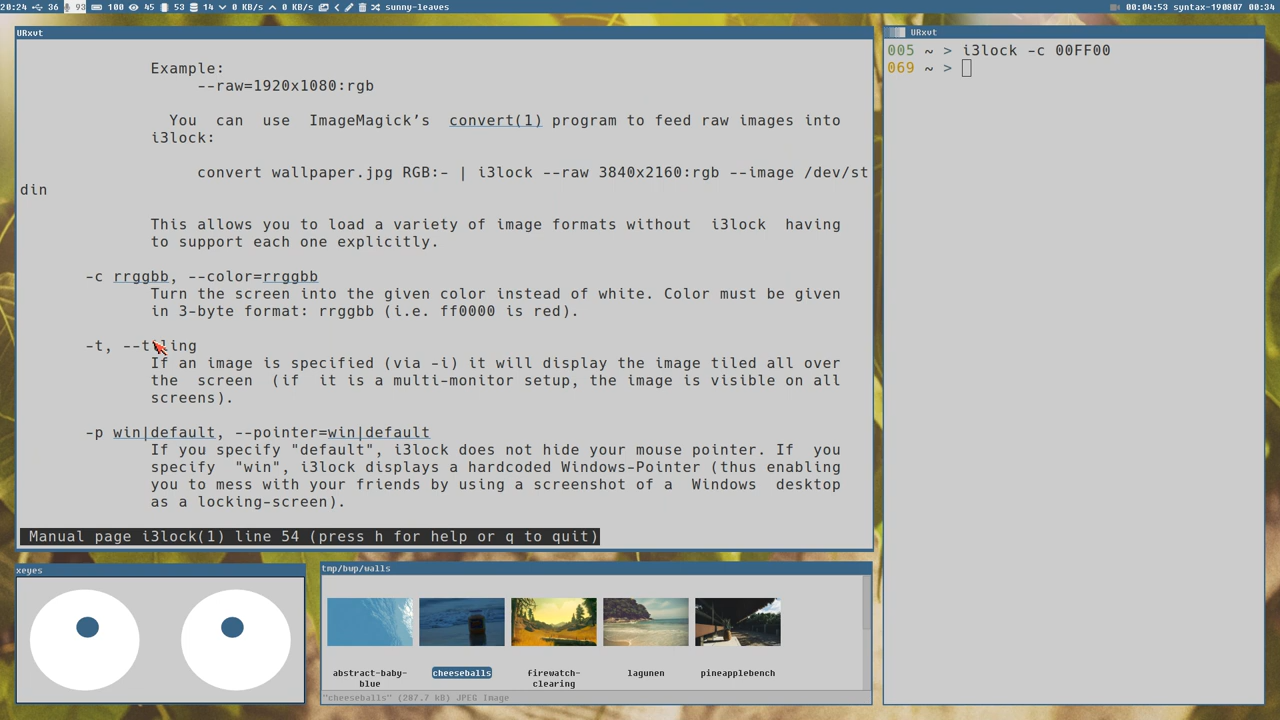 20:24 36 93 100 45 53 14 0 KB/s 0 KB/s sunny-leaves 00:04:53 syntax-190807 00:34
URxvt
Example:
--raw=1920x1080:rgb
You can use ImageMagick’s convert(1) program to feed raw images into
i3lock:
convert wallpaper.jpg RGB:- | i3lock --raw 3840x2160:rgb --image /dev/st
din
This allows you to load a variety of image formats without i3lock having
to support each one explicitly.
-c rrggbb, --color=rrggbb
Turn the screen into the given color instead of white. Color must be given
in 3-byte format: rrggbb (i.e. ff0000 is red).
-t, --tiling
If an image is specified (via -i) it will display the image tiled all over
the screen (if it is a multi-monitor setup, the image is visible on all
screens).
-p win|default, --pointer=win|default
If you specify "default", i3lock does not hide your mouse pointer. If you
specify "win", i3lock displays a hardcoded Windows-Pointer (thus enabling
you to mess with your friends by using a screenshot of a Windows desktop
as a locking-screen).
Manual page i3lock(1) line 54 (press h for help or q to quit)
URxvt
005 ~ > i3lock -c 00FF00
069 ~ >
xeyes
tmp/bwp/walls
abstract-baby-
blue
cheeseballs
firewatch-
clearing
lagunen
pineapplebench
"cheeseballs" (287.7 kB) JPEG Image